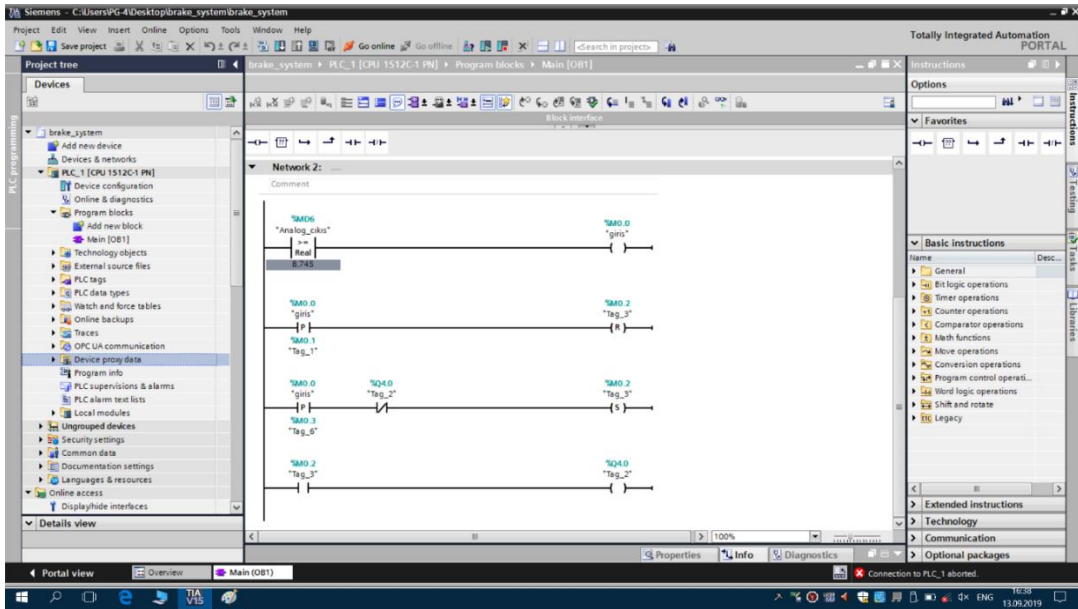 Siemens - C:\Users\PG-4\Desktop\brake_system\brake_system
Project Edit View Insert Online Options Tools Window Help
Save project
Go online Go offline
<Search in project>
Totally Integrated Automation
PORTAL
Project tree
brake_system ▸ PLC_1 [CPU 1512C-1 PN] ▸ Program blocks ▸ Main [OB1]
Instructions
Devices
Options
Block interface
PLC programming
brake_system
Add new device
Devices & networks
PLC_1 [CPU 1512C-1 PN]
Device configuration
Online & diagnostics
Program blocks
Add new block
Main [OB1]
Technology objects
External source files
PLC tags
PLC data types
Watch and force tables
Online backups
Traces
OPC UA communication
Device proxy data
Program info
PLC supervisions & alarms
PLC alarm text lists
Local modules
Ungrouped devices
Security settings
Common data
Documentation settings
Languages & resources
Online access
Display/hide interfaces
Details view
Network 2: ....
Comment
%MD6
"Analog_cikis"
>=
Real
8.745
%M0.0
"giris"
%M0.0
"giris"
P
%M0.1
"Tag_1"
%M0.2
"Tag_3"
R
%M0.0
"giris"
P
%M0.3
"Tag_6"
%Q4.0
"Tag_2"
%M0.2
"Tag_3"
S
%M0.2
"Tag_3"
%Q4.0
"Tag_2"
100%
Properties Info Diagnostics
Favorites
Basic instructions
Name Desc...
General
Bit logic operations
Timer operations
Counter operations
Comparator operations
Math functions
Move operations
Conversion operations
Program control operati...
Word logic operations
Shift and rotate
Legacy
Extended instructions
Technology
Communication
Optional packages
Instructions
Testing
Tasks
Libraries
Portal view
Overview
Main (OB1)
Connection to PLC_1 aborted.
TIA
V15
ENG
16:38
13.09.2019